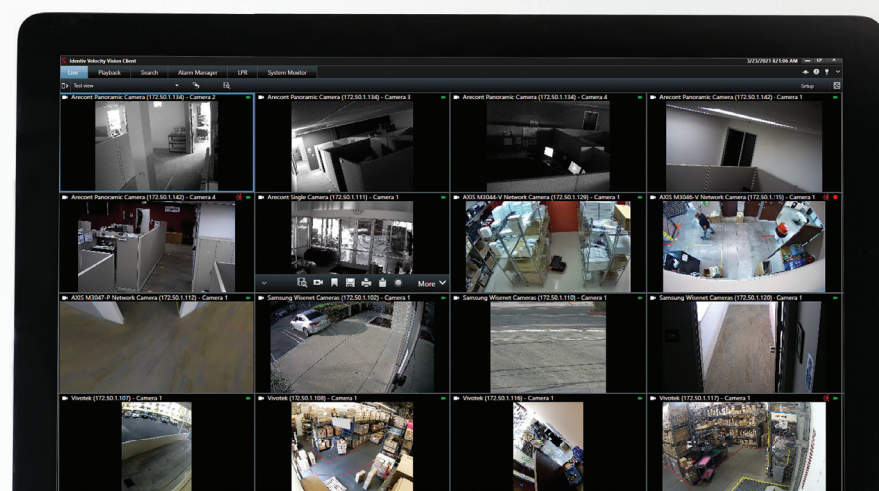 Identiv Velocity Vision Client
3/23/2021 8:21:06 AM
Live Playback Search Alarm Manager LPR System Monitor
Test view
Setup
Arecont Panoramic Camera (172.50.1.134) - Camera 2
Arecont Panoramic Camera (172.50.1.134) - Camera 3
Arecont Panoramic Camera (172.50.1.134) - Camera 4
Arecont Panoramic Camera (172.50.1.142) - Camera 1
Arecont Panoramic Camera (172.50.1.142) - Camera 4
Arecont Single Camera (172.50.1.111) - Camera 1
AXIS M3044-V Network Camera (172.50.1.129) - Camera 1
AXIS M3046-V Network Camera (172.50.1.115) - Camera 1
More
AXIS M3047-P Network Camera (172.50.1.112) - Camera 1
Samsung Wisenet Camera (172.50.1.102) - Camera 1
Samsung Wisenet Camera (172.50.1.110) - Camera 1
Samsung Wisenet Camera (172.50.1.120) - Camera 1
Vivotek (172.50.1.107) - Camera 1
Vivotek (172.50.1.108) - Camera 1
Vivotek (172.50.1.116) - Camera 1
Vivotek (172.50.1.117) - Camera 1